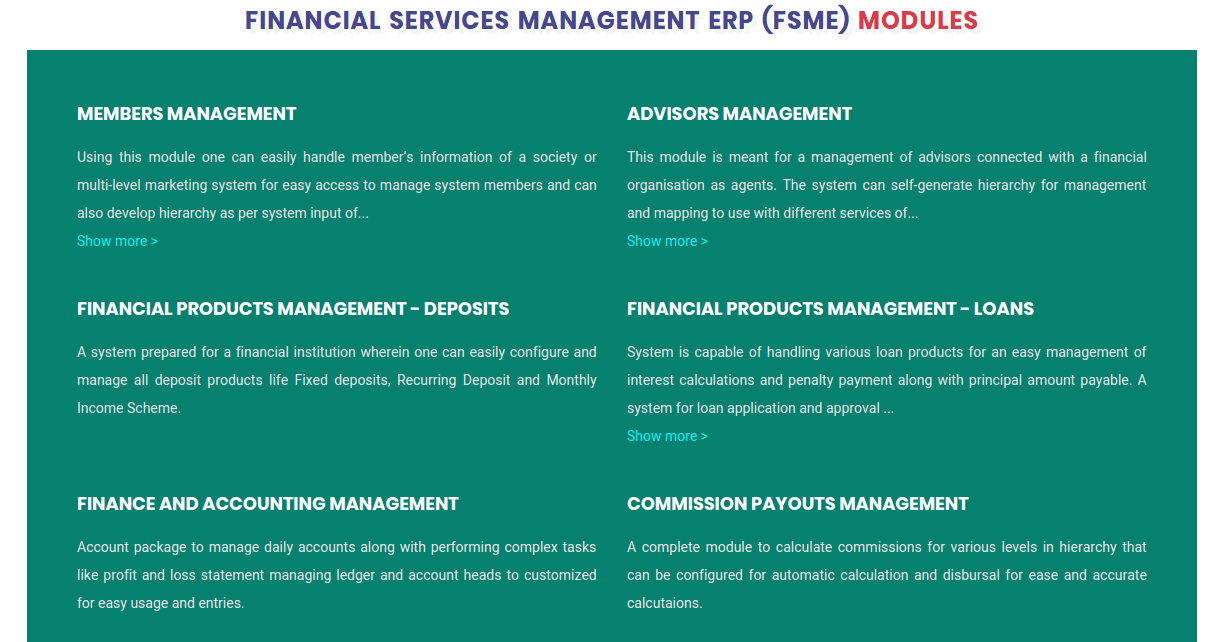 FINANCIAL SERVICES MANAGEMENT ERP (FSME) MODULES
MEMBERS MANAGEMENT
Using this module one can easily handle member's information of a society or
multi-level marketing system for easy access to manage system members and can
also develop hierarchy as per system input of...
Show more >
ADVISORS MANAGEMENT
This module is meant for a management of advisors connected with a financial
organisation as agents. The system can self-generate hierarchy for management
and mapping to use with different services of...
Show more >
FINANCIAL PRODUCTS MANAGEMENT – DEPOSITS
A system prepared for a financial institution wherein one can easily configure and
manage all deposit products life Fixed deposits, Recurring Deposit and Monthly
Income Scheme.
FINANCIAL PRODUCTS MANAGEMENT – LOANS
System is capable of handling various loan products for an easy management of
interest calculations and penalty payment along with principal amount payable. A
system for loan application and approval ...
Show more >
FINANCE AND ACCOUNTING MANAGEMENT
Account package to manage daily accounts along with performing complex tasks
like profit and loss statement managing ledger and account heads to customized
for easy usage and entries.
COMMISSION PAYOUTS MANAGEMENT
A complete module to calculate commissions for various levels in hierarchy that
can be configured for automatic calculation and disbursal for ease and accurate
calcutaions.